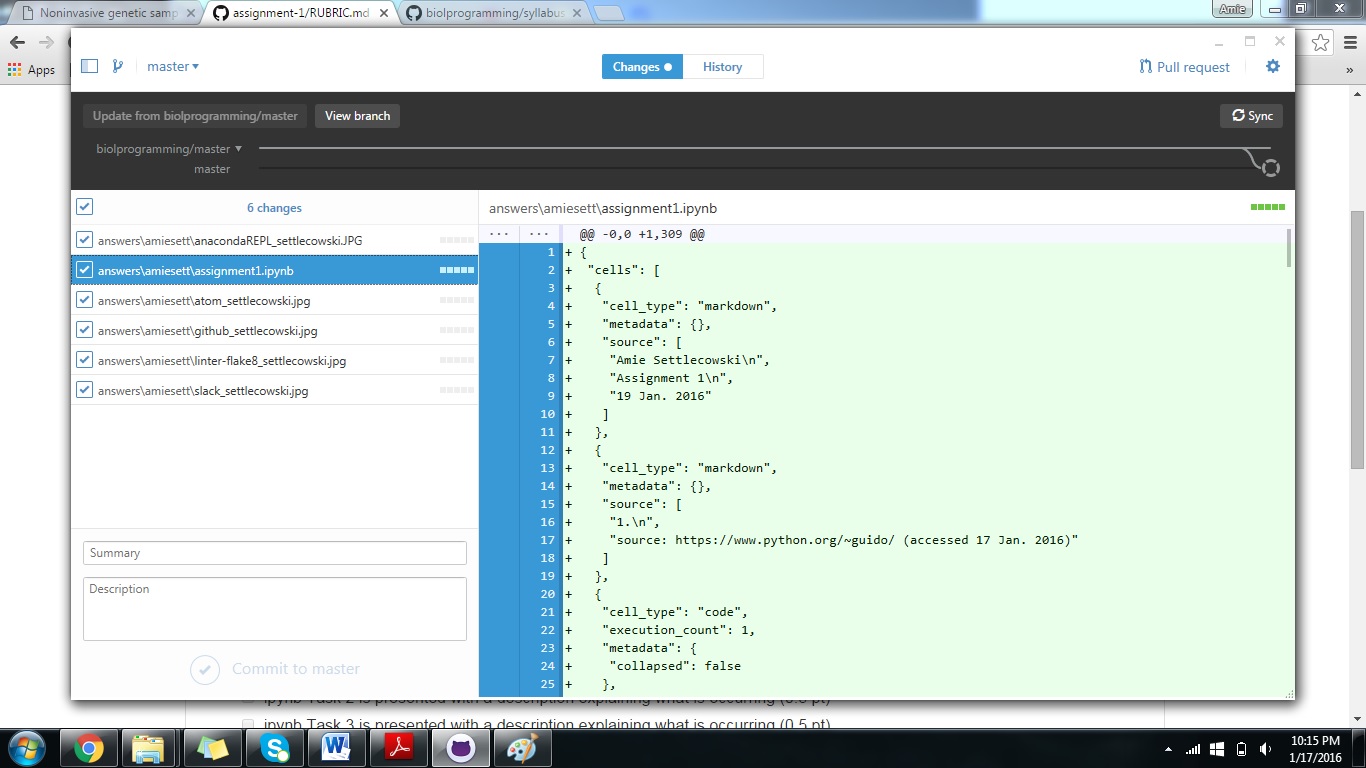 Noninvasive genetic samp
assignment-1/RUBRIC.md
biolprogramming/syllabus
Amie
Apps
»
master
Changes
History
Pull request
Update from biolprogramming/master
View branch
Sync
biolprogramming/master
master
6 changes
answers\amiesett\assignment1.ipynb
answers\amiesett\anacondaREPL_settlecowski.JPG
answers\amiesett\assignment1.ipynb
answers\amiesett\atom_settlecowski.jpg
answers\amiesett\github_settlecowski.jpg
answers\amiesett\linter-flake8_settlecowski.jpg
answers\amiesett\slack_settlecowski.jpg
Summary
Description
Commit to master
... ... @@ -0,0 +1,309 @@
1 + {
2 + "cells": [
3 + {
4 + "cell_type": "markdown",
5 + "metadata": {},
6 + "source": [
7 + "Amie Settlecowski\n",
8 + "Assignment 1\n",
9 + "19 Jan. 2016"
10 + ]
11 + },
12 + {
13 + "cell_type": "markdown",
14 + "metadata": {},
15 + "source": [
16 + "1.\n",
17 + "source: https://www.python.org/~guido/ (accessed 17 Jan. 2016)"
18 + ]
19 + },
20 + {
21 + "cell_type": "code",
22 + "execution_count": 1,
23 + "metadata": {
24 + "collapsed": false
25 + },
ipynb Task 2 is presented with a description explaining what is occurring (0.5 pt)
ipynb Task 3 is presented with a description explaining what is occurring (0.5 pt)
10:15 PM
1/17/2016